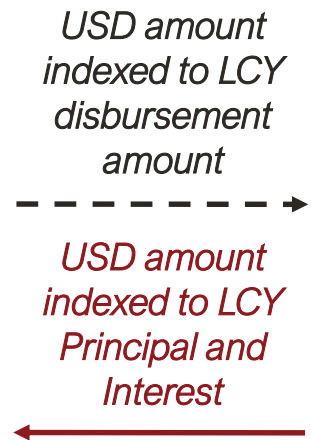 USD amount
indexed to LCY
disbursement
amount
USD amount
indexed to LCY
Principal and
Interest